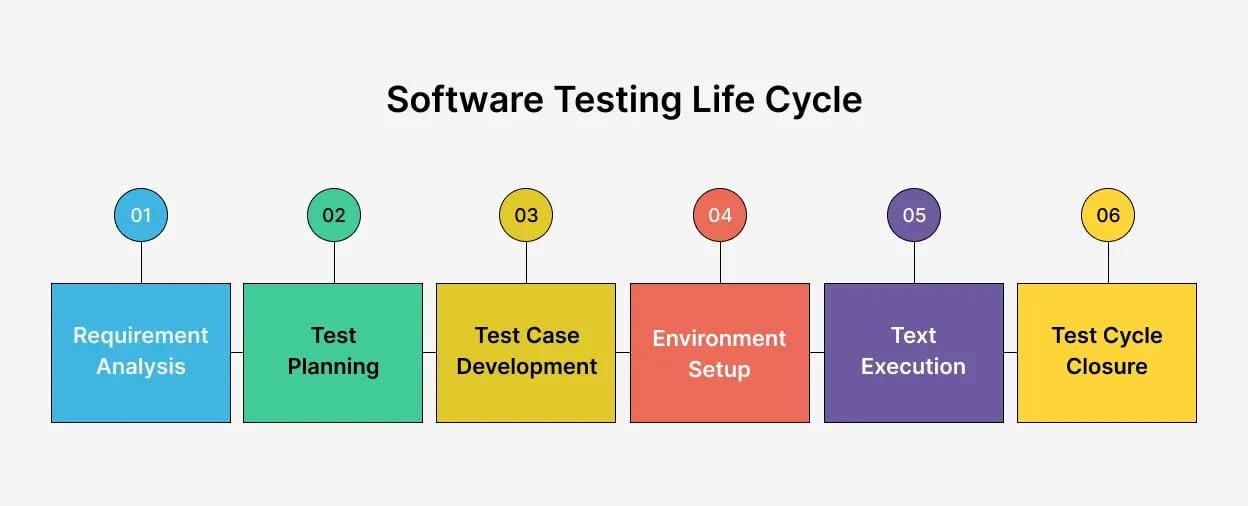 Software Testing Life Cycle
01
02
03
04
05
06
Requirement
Analysis
Test
Planning
Test Case
Development
Environment
Setup
Text
Execution
Test Cycle
Closure